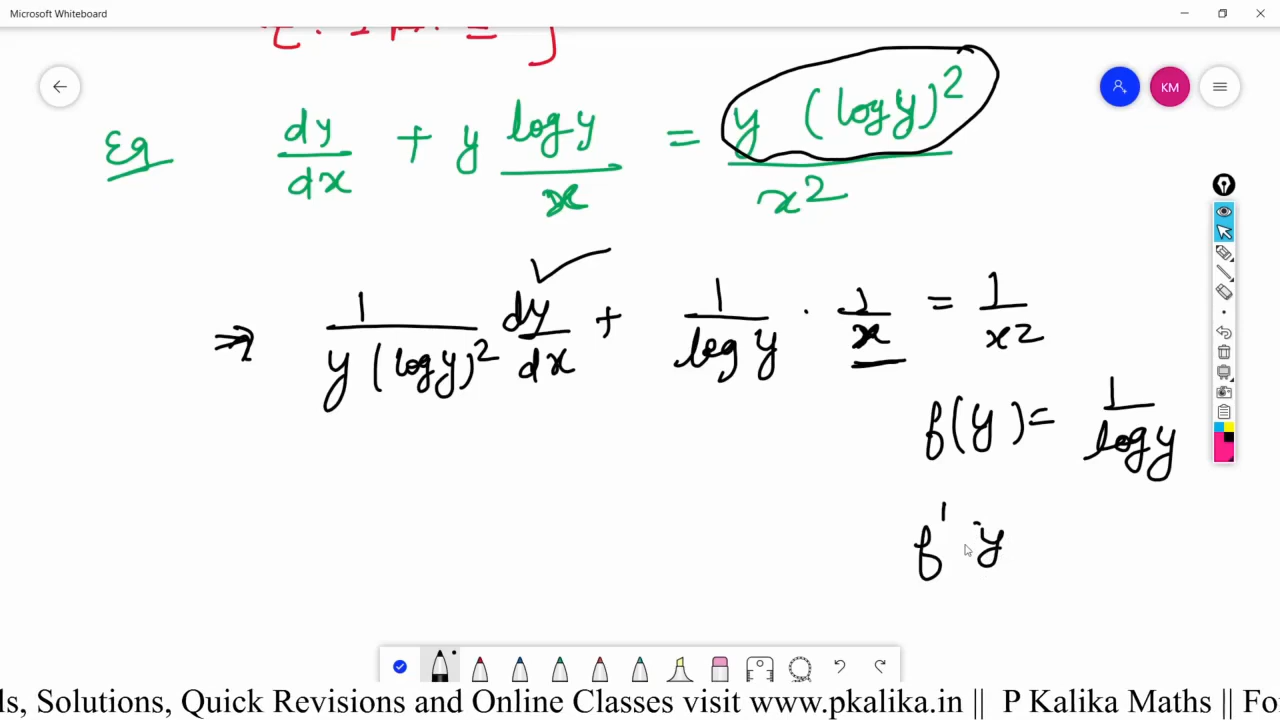 Microsoft Whiteboard
KM
Eg dy/dx + y log y/x = y (log y)^2/x^2
⇒ 1/(y (log y)^2) dy/dx + 1/log y · 1/x = 1/x^2
f(y) = 1/log y
f' y
ls, Solutions, Quick Revisions and Online Classes visit www.pkalika.in || P Kalika Maths || Fo